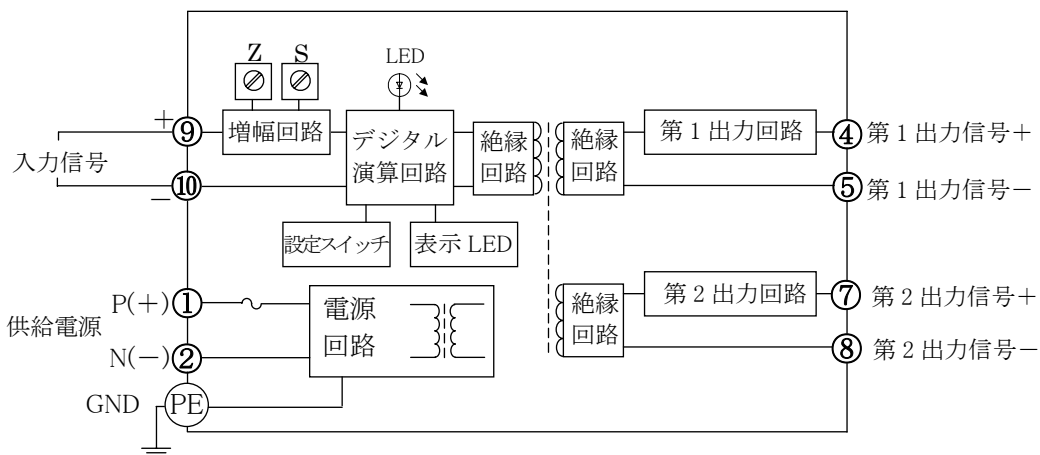 Z S
LED
+
⑨
増幅回路
デジタル
演算回路
絶縁
回路
絶縁
回路
第1出力回路
④
第1出力信号+
入力信号
⑩
−
⑤
第1出力信号−
設定スイッチ
表示 LED
P(+)
①
電源
回路
絶縁
回路
第2出力回路
⑦
第2出力信号+
供給電源
N(−)
②
⑧
第2出力信号−
GND
PE